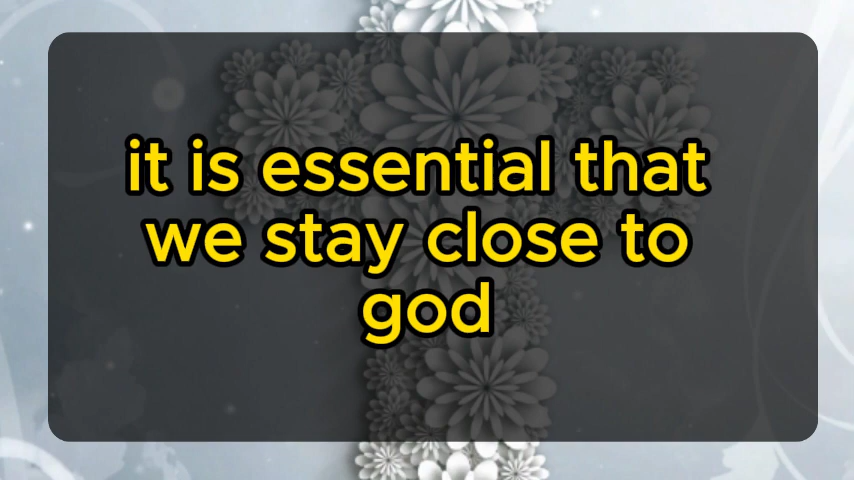 it is essential that
we stay close to
god